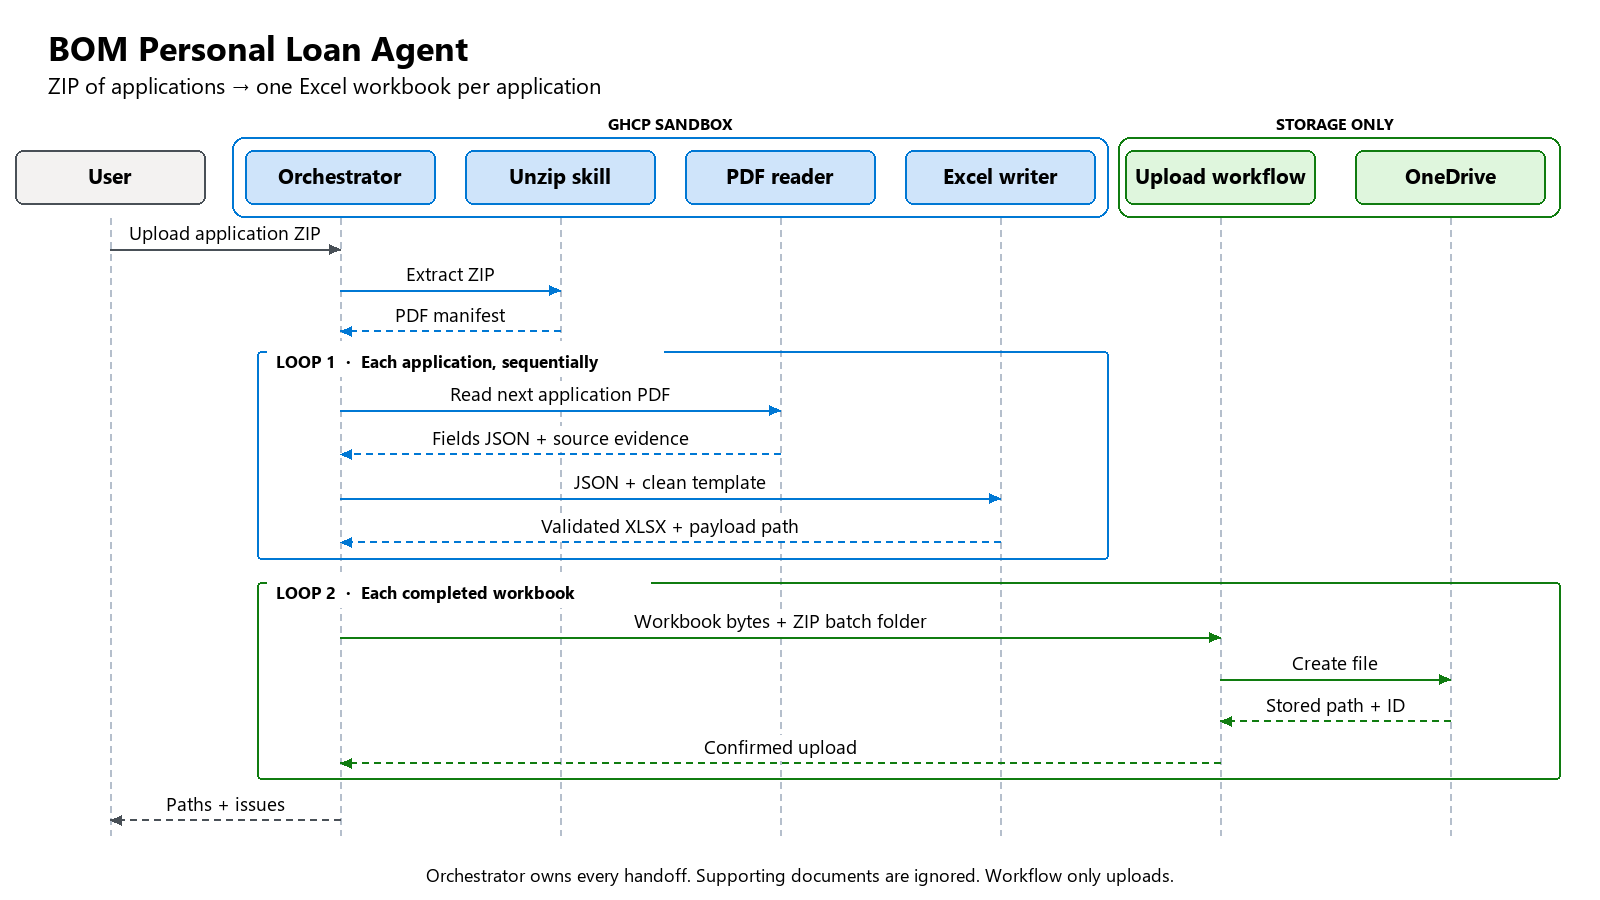 BOM Personal Loan Agent
ZIP of applications → one Excel workbook per application
GHCP SANDBOX
STORAGE ONLY
User
Orchestrator
Unzip skill
PDF reader
Excel writer
Upload workflow
OneDrive
Upload application ZIP
Extract ZIP
PDF manifest
LOOP 1 · Each application, sequentially
Read next application PDF
Fields JSON + source evidence
JSON + clean template
Validated XLSX + payload path
LOOP 2 · Each completed workbook
Workbook bytes + ZIP batch folder
Create file
Stored path + ID
Confirmed upload
Paths + issues
Orchestrator owns every handoff. Supporting documents are ignored. Workflow only uploads.